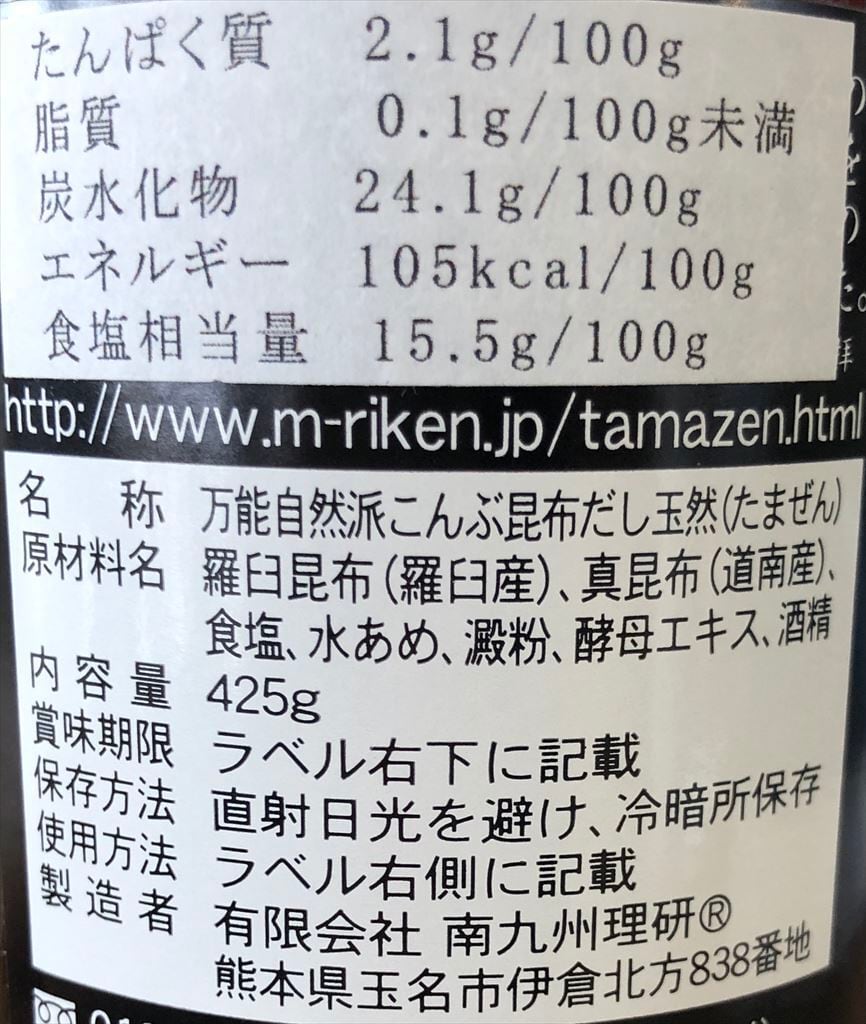 たんぱく質 2.1g/100g
脂質 0.1g/100g未満
炭水化物 24.1g/100g
エネルギー 105kcal/100g
食塩相当量 15.5g/100g
http://www.m-riken.jp/tamazen.html
名称 万能自然派こんぶ昆布だし玉然(たまぜん)
原材料名 羅臼昆布(羅臼産)、真昆布(道南産)、
食塩、水あめ、澱粉、酵母エキス、酒精
内容量 425g
賞味期限 ラベル右下に記載
保存方法 直射日光を避け、冷暗所保存
使用方法 ラベル右側に記載
製造者 有限会社 南九州理研®
熊本県玉名市伊倉北方838番地